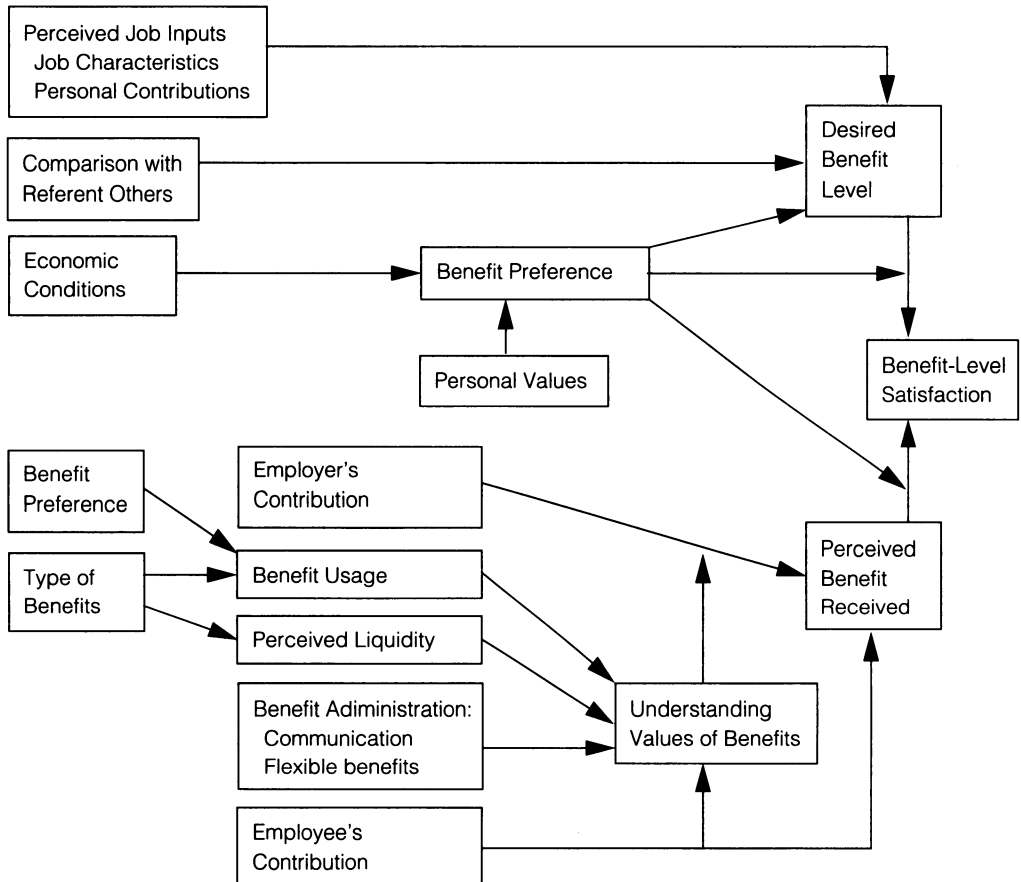 Perceived Job Inputs
Job Characteristics
Personal Contributions
Desired
Benefit
Level
Comparison with
Referent Others
Economic
Conditions
Benefit Preference
Personal Values
Benefit-Level
Satisfaction
Benefit
Preference
Employer's
Contribution
Type of
Benefits
Benefit Usage
Perceived
Benefit
Received
Perceived Liquidity
Benefit Adiministration:
Communication
Flexible benefits
Understanding
Values of Benefits
Employee's
Contribution